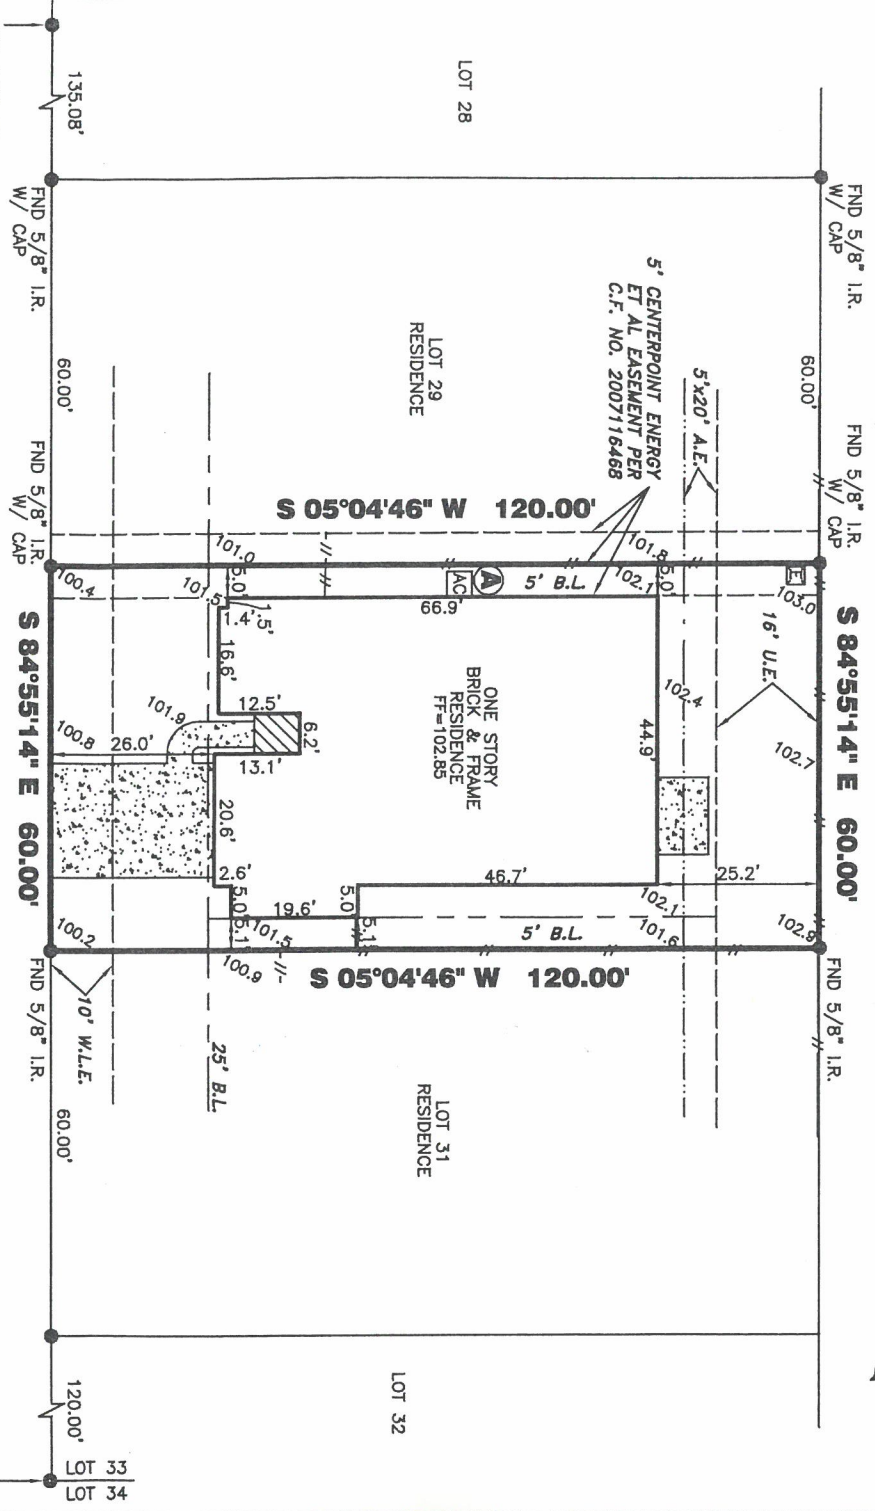 135.08'
LOT 28
FND 5/8" I.R.
W/ CAP
FND 5/8" I.R.
W/ CAP
5' CENTERPOINT ENERGY
ET AL EASEMENT PER
C.F. NO. 2007116468
LOT 29
RESIDENCE
60.00'
60.00'
5'x20' A.E.
FND 5/8" I.R.
W/ CAP
FND 5/8" I.R.
W/ CAP
S 05°04'46" W 120.00'
101.0
101.8
100.4
5.0'
101.5
AC
A
5' B.L.
102.1
5.0'
E
103.0
66.9'
1.4'
1.5'
16.6'
16' U.E.
S 84°55'14" E 60.00'
S 84°55'14" E 60.00'
102.4
101.9
12.5'
6.2'
13.1'
ONE STORY
BRICK & FRAME
RESIDENCE
FF=102.85
44.9'
100.8
26.0'
102.7
20.6'
2.6'
46.7'
25.2'
5.0'
5.0'
19.6'
102.1
100.2
5.1'
101.5
5.1'
5' B.L.
101.6
102.9
100.9
S 05°04'46" W 120.00'
FND 5/8" I.R.
FND 5/8" I.R.
10' W.L.E.
25' B.L.
LOT 31
RESIDENCE
60.00'
LOT 32
120.00'
LOT 33
LOT 34